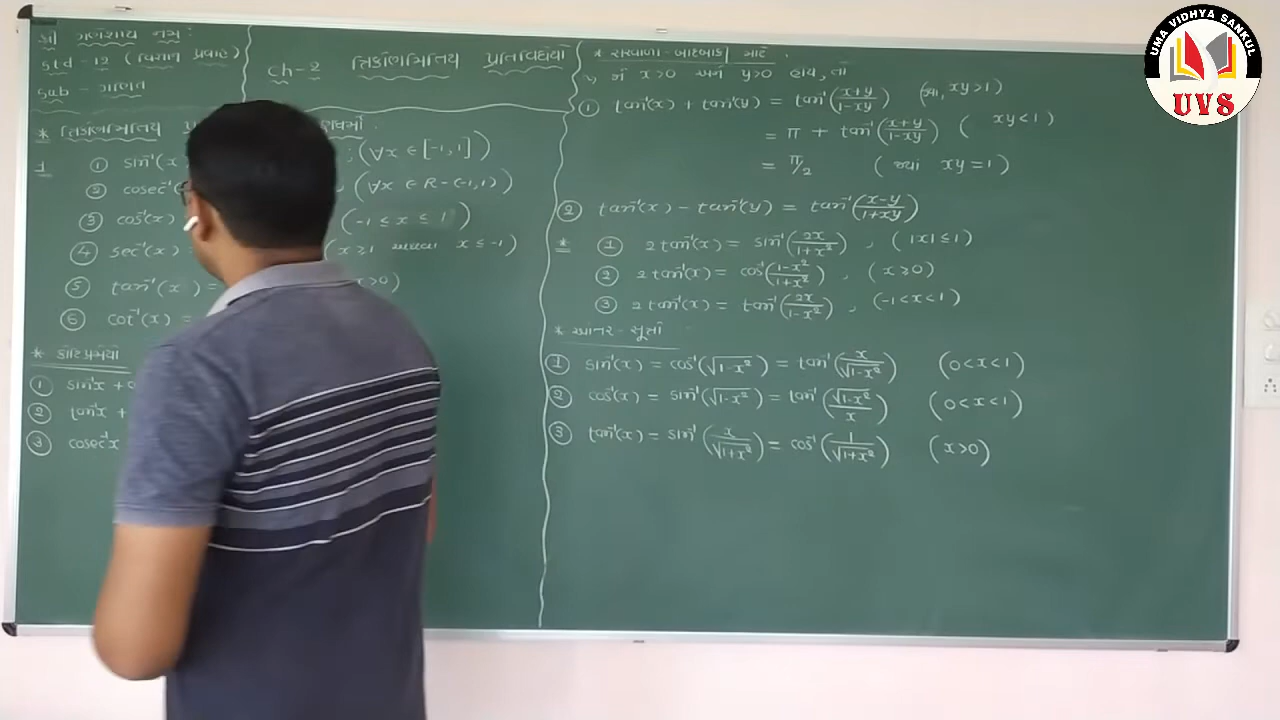 શ્રી ગણેશાય નમઃ
Std-12 (વિજ્ઞાન પ્રવાહ)
Sub - ગણિત
Ch-2 ત્રિકોણમિતિય પ્રતિવિધેયો
* ત્રિકોણમિતિય
1 ① sin⁻¹(x) ; (∀x ∈ [-1,1])
② cosec⁻¹ (∀x ∈ R-(-1,1))
③ cos⁻¹(x) (-1 ≤ x ≤ 1)
④ sec⁻¹(x) x ≥ 1 અથવા x ≤ -1)
⑤ tan⁻¹(x) = x>0)
⑥ cot⁻¹(x) =
* કોટિપ્રમેયો
① sin⁻¹x +
② tan⁻¹x +
③ cosec⁻¹x
* સરવાળા-બાદબાકી માટે.
જો x>0 અને y>0 હોય, તો
① tan⁻¹(x) + tan⁻¹(y) = tan⁻¹((x+y)/(1-xy)) (જ્યાં, xy>1)
= π + tan⁻¹((x+y)/(1-xy)) ( xy<1)
= π/2 (જ્યાં xy=1)
② tan⁻¹(x) - tan⁻¹(y) = tan⁻¹((x-y)/(1+xy))
* ① 2tan⁻¹(x) = sin⁻¹(2x/(1+x²)), (|x| ≤ 1)
② 2tan⁻¹(x) = cos⁻¹((1-x²)/(1+x²)), (x ≥ 0)
③ 2tan⁻¹(x) = tan⁻¹(2x/(1-x²)), (-1<x<1)
* આંતર-સૂત્રો
① sin⁻¹(x) = cos⁻¹(√(1-x²)) = tan⁻¹(x/√(1-x²)) (0<x<1)
② cos⁻¹(x) = sin⁻¹(√(1-x²)) = tan⁻¹(√(1-x²)/x) (0<x<1)
③ tan⁻¹(x) = sin⁻¹(x/√(1+x²)) = cos⁻¹(1/√(1+x²)) (x>0)
UMA VIDHYA SANKUL
UVS